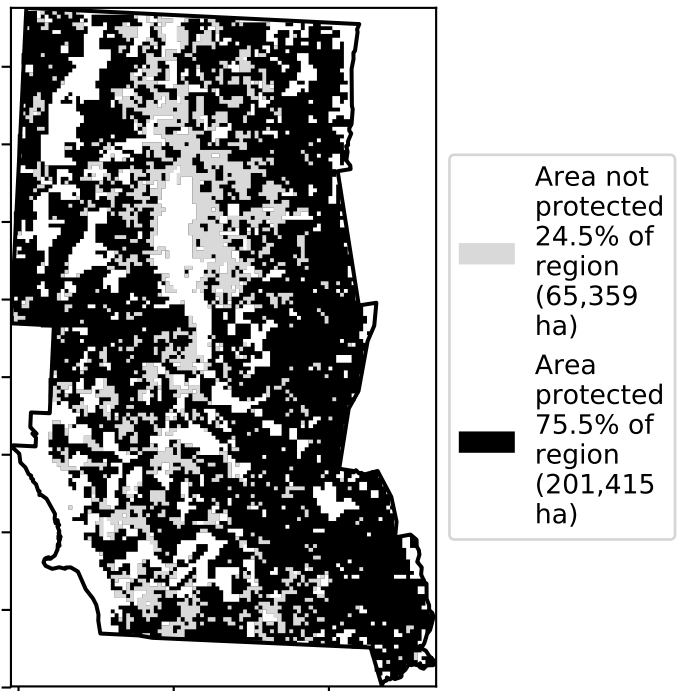 Area not
protected
24.5% of
region
(65,359
ha)
Area
protected
75.5% of
region
(201,415
ha)